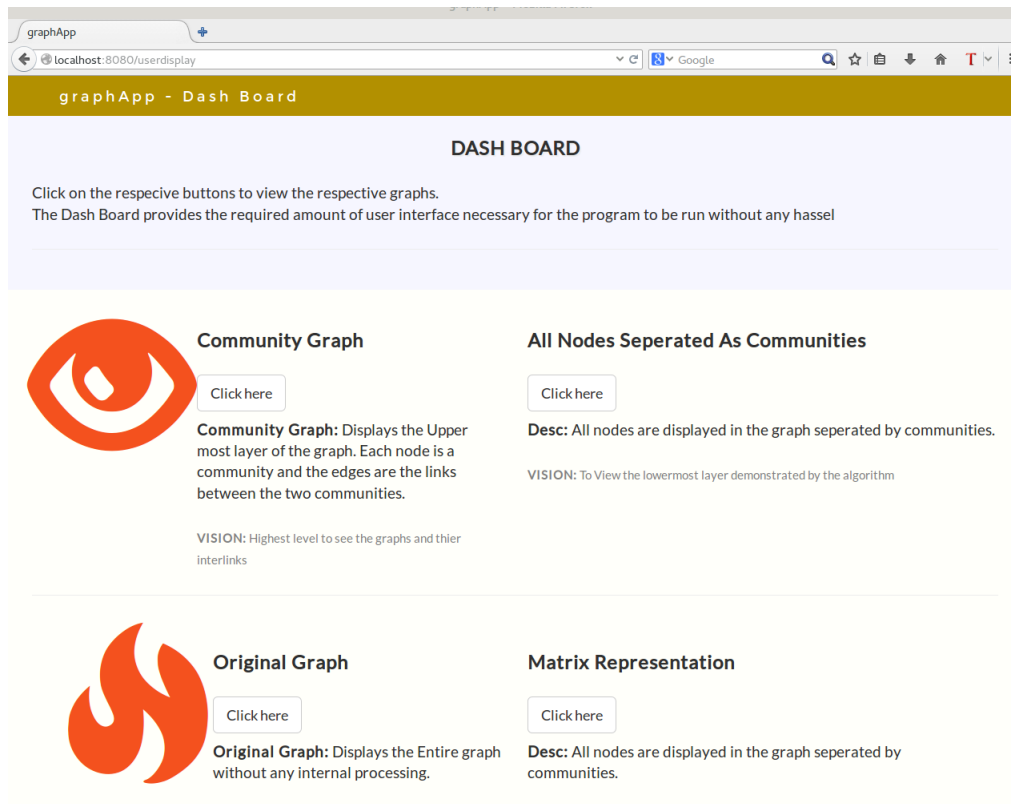 graphApp
localhost:8080/userdisplay
Google
graphApp - Dash Board
DASH BOARD
Click on the respecive buttons to view the respective graphs.
The Dash Board provides the required amount of user interface necessary for the program to be run without any hassel
Community Graph
Click here
Community Graph: Displays the Upper
most layer of the graph. Each node is a
community and the edges are the links
between the two communities.
VISION: Highest level to see the graphs and thier
interlinks
All Nodes Seperated As Communities
Click here
Desc: All nodes are displayed in the graph seperated by communities.
VISION: To View the lowermost layer demonstrated by the algorithm
Original Graph
Click here
Original Graph: Displays the Entire graph
without any internal processing.
Matrix Representation
Click here
Desc: All nodes are displayed in the graph seperated by
communities.